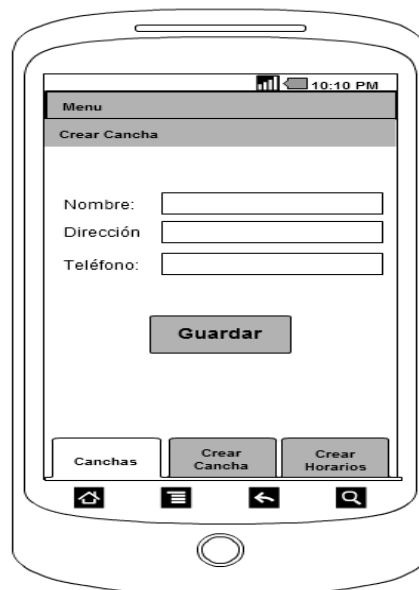 10:10 PM
Menu
Crear Cancha
Nombre:
Dirección
Teléfono:
Guardar
Canchas
Crear
Cancha
Crear
Horarios